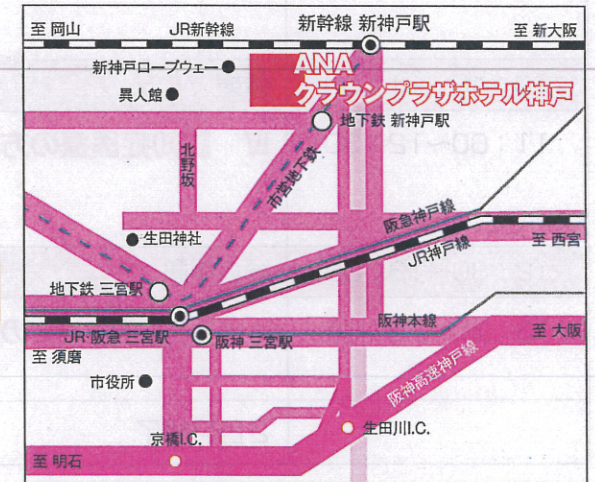 至 岡山
JR新幹線
新幹線 新神戸駅
至 新大阪
新神戸ロープウェー
ANA
クラウンプラザホテル神戸
異人館
地下鉄 新神戸駅
北野坂
市営地下鉄
生田神社
阪急神戸線
JR神戸線
至 西宮
地下鉄 三宮駅
JR・阪急 三宮駅
阪神 三宮駅
阪神本線
至 大阪
至 須磨
市役所
阪神高速神戸線
京橋I.C.
生田川I.C.
至 明石